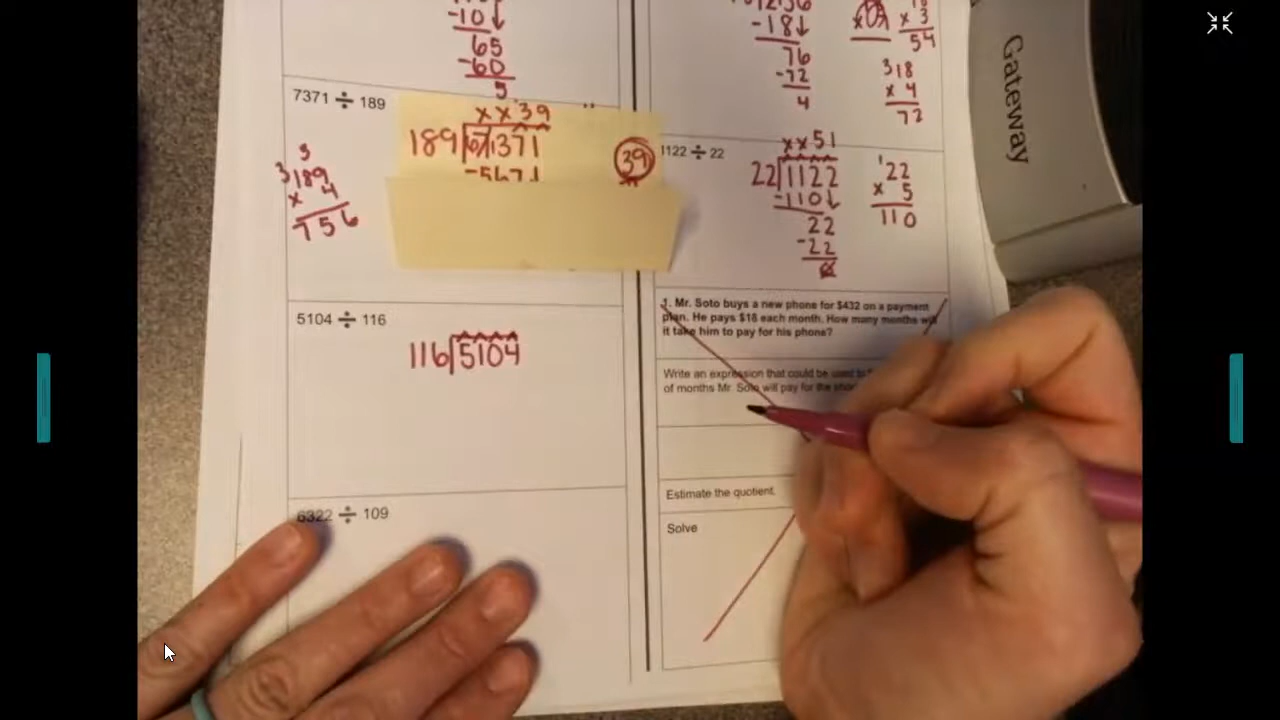 -10↓
65
-60
5
-18↓
76
-72
4
x 3
54
3 18
x 4
72
Gateway
7371 ÷ 189
x x 39
189 7371
-567↓
39
3
3 189
x 4
756
1122 ÷ 22
x x 51
22 1122
-110↓
22
-22
0
1 22
x 5
110
5104 ÷ 116
116 5104
6322 ÷ 109
1. Mr. Soto buys a new phone for $432 on a payment
plan. He pays $18 each month. How many months will
it take him to pay for his phone?
Write an expression that could be used to
of months Mr. Soto will pay for the
Estimate the quotient.
Solve